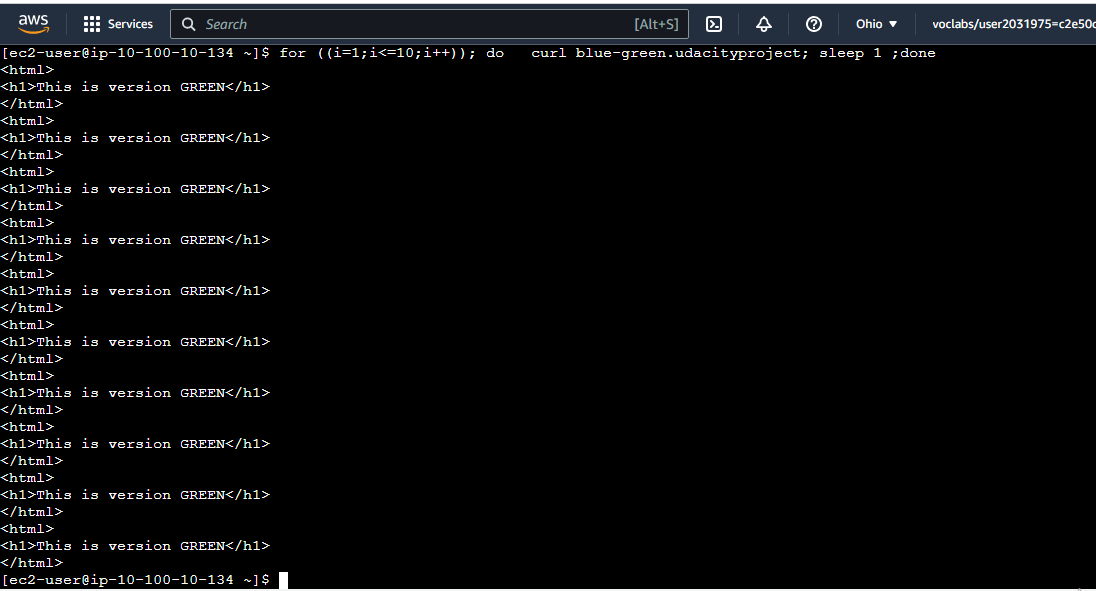 aws Services Search [Alt+S] Ohio voclabs/user2031975=c2e50
[ec2-user@ip-10-100-10-134 ~]$ for ((i=1;i<=10;i++)); do   curl blue-green.udacityproject; sleep 1 ;done
<html>
<h1>This is version GREEN</h1>
</html>
<html>
<h1>This is version GREEN</h1>
</html>
<html>
<h1>This is version GREEN</h1>
</html>
<html>
<h1>This is version GREEN</h1>
</html>
<html>
<h1>This is version GREEN</h1>
</html>
<html>
<h1>This is version GREEN</h1>
</html>
<html>
<h1>This is version GREEN</h1>
</html>
<html>
<h1>This is version GREEN</h1>
</html>
<html>
<h1>This is version GREEN</h1>
</html>
<html>
<h1>This is version GREEN</h1>
</html>
[ec2-user@ip-10-100-10-134 ~]$